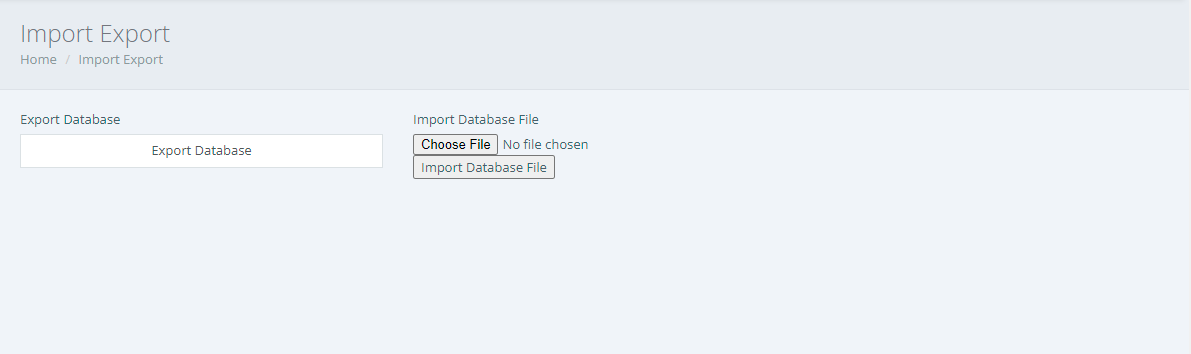 Import Export
Home / Import Export
Export Database
Export Database
Import Database File
Choose File No file chosen
Import Database File